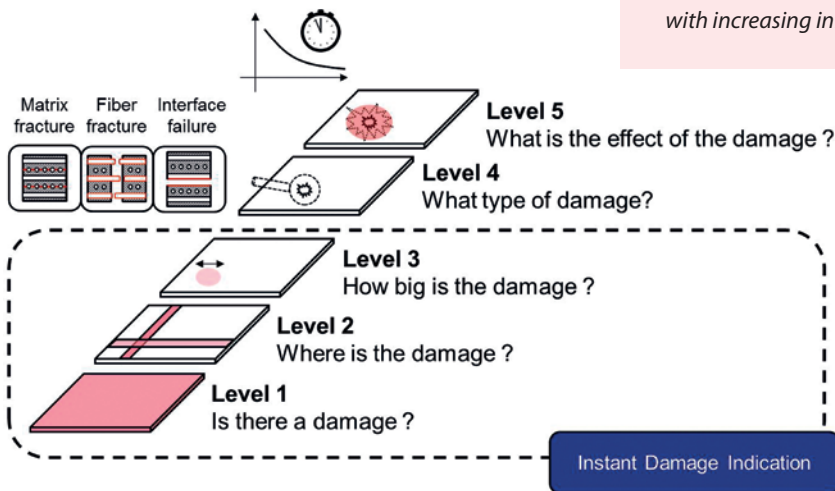 with increasing in
Matrix fracture
Fiber fracture
Interface failure
Level 5
What is the effect of the damage ?
Level 4
What type of damage?
Level 3
How big is the damage ?
Level 2
Where is the damage ?
Level 1
Is there a damage ?
Instant Damage Indication